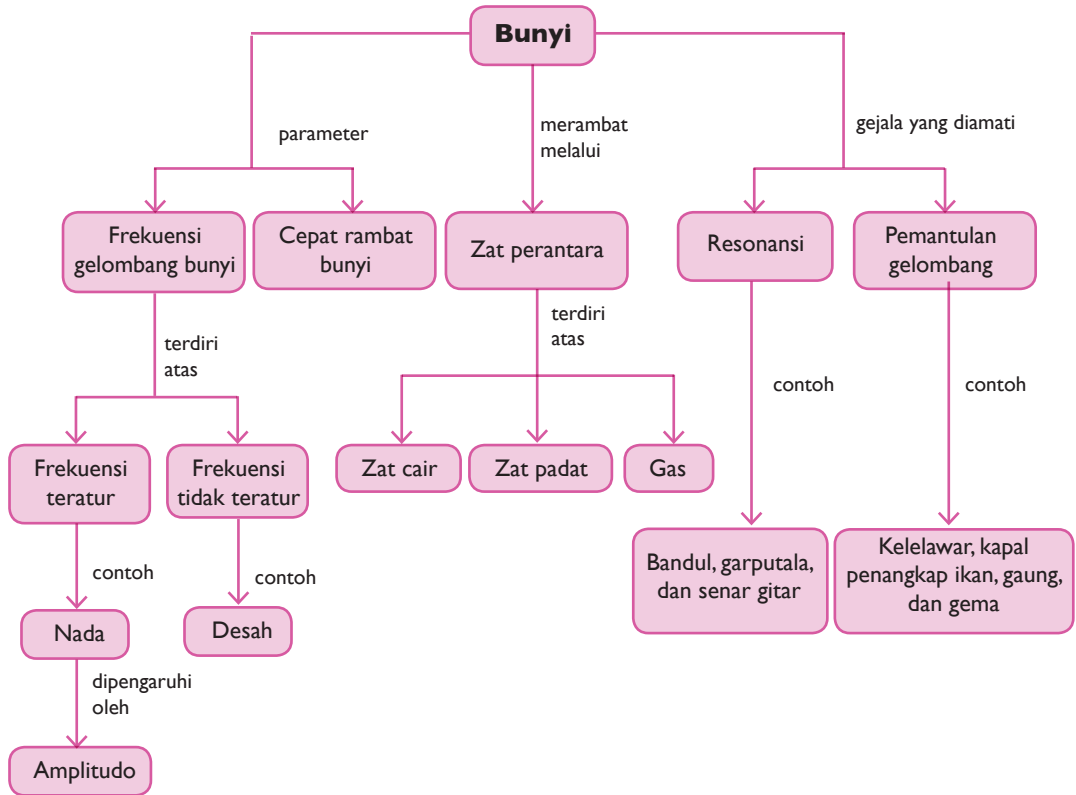 Bunyi
parameter
merambat
melalui
gejala yang diamati
Frekuensi
gelombang bunyi
Cepat rambat
bunyi
Zat perantara
Resonansi
Pemantulan
gelombang
terdiri
atas
terdiri
atas
contoh
contoh
Frekuensi
teratur
Frekuensi
tidak teratur
Zat cair
Zat padat
Gas
contoh
contoh
Bandul, garputala,
dan senar gitar
Kelelawar, kapal
penangkap ikan, gaung,
dan gema
Nada
Desah
dipengaruhi
oleh
Amplitudo